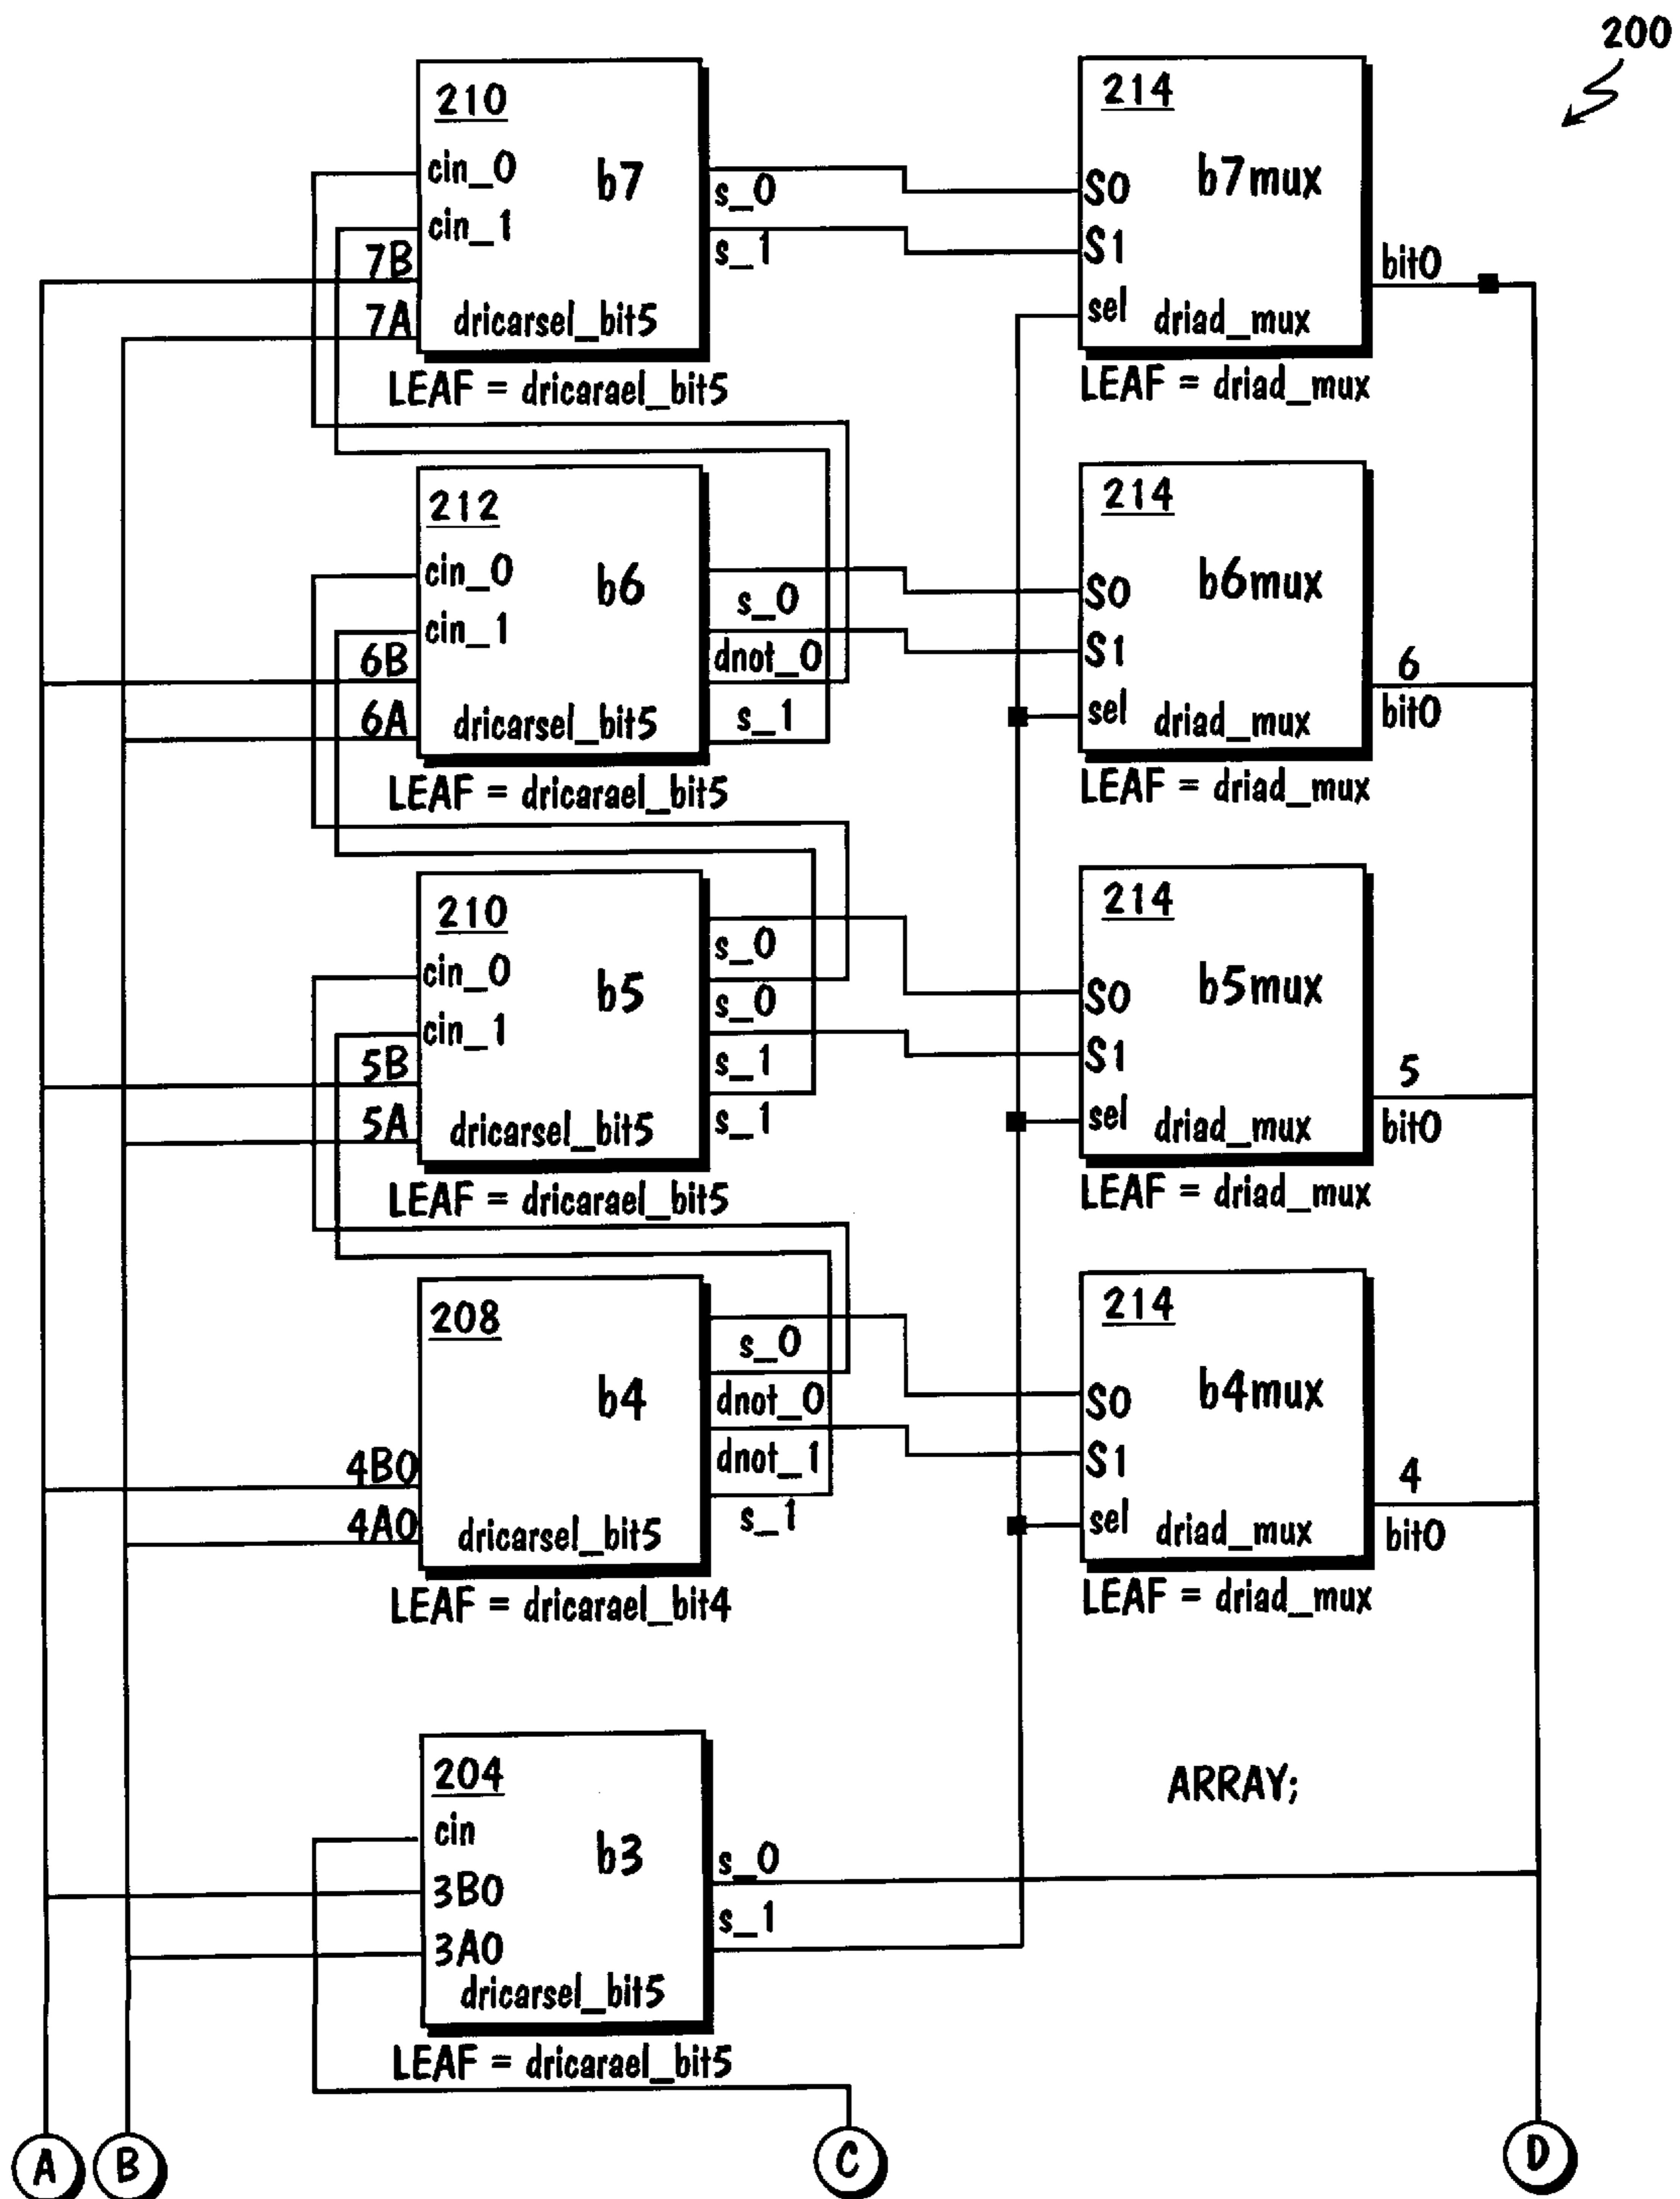 200
210
cin_0
b7
cin_1
7B
7A
dricarsel_bit5
s_0
s_1
LEAF = dricarael_bit5
214
S0
b7mux
S1
sel
driad_mux
bit0
LEAF = driad_mux
212
cin_0
b6
cin_1
6B
6A
dricarsel_bit5
s_0
dnot_0
s_1
LEAF = dricarael_bit5
214
S0
b6mux
S1
sel
driad_mux
6
bit0
LEAF = driad_mux
210
cin_0
b5
cin_1
5B
5A
dricarsel_bit5
s_0
s_0
s_1
s_1
LEAF = dricarael_bit5
214
S0
b5mux
S1
sel
driad_mux
5
bit0
LEAF = driad_mux
208
b4
4B0
4A0
dricarsel_bit5
s_0
dnot_0
dnot_1
s_1
LEAF = dricarael_bit4
214
S0
b4mux
S1
sel
driad_mux
4
bit0
LEAF = driad_mux
204
cin
b3
3B0
3A0
dricarsel_bit5
s_0
s_1
LEAF = dricarael_bit5
ARRAY;
A
B
C
D